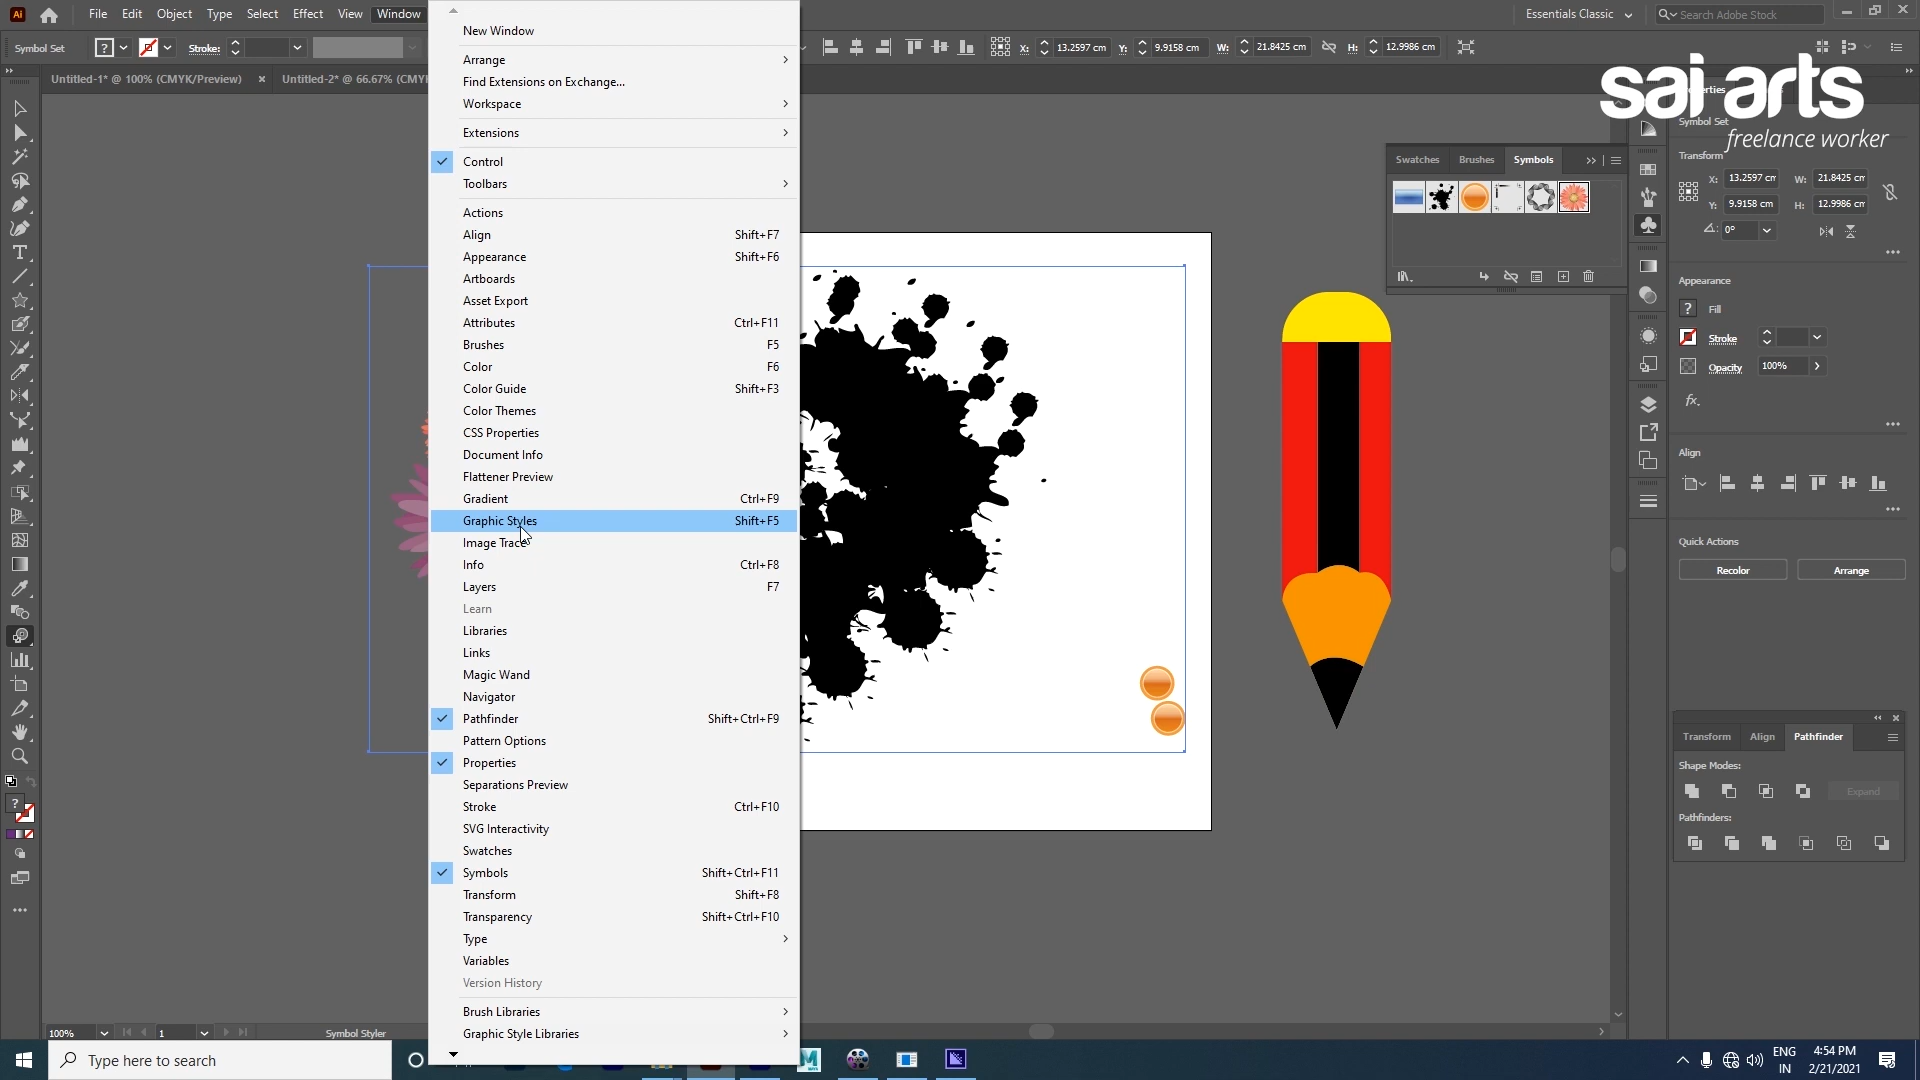 File Edit Object Type Select Effect View Window
Essentials Classic
Search Adobe Stock
Symbol Set
Stroke:
X: 13.2597 cm
Y: 9.9158 cm
W: 21.8425 cm
H: 12.9986 cm
Untitled-1* @ 100% (CMYK/Preview)
Untitled-2* @ 66.67% (CMYK
sai arts
freelance worker
New Window
Arrange
Find Extensions on Exchange...
Workspace
Extensions
Control
Toolbars
Actions
Align Shift+F7
Appearance Shift+F6
Artboards
Asset Export
Attributes Ctrl+F11
Brushes F5
Color F6
Color Guide Shift+F3
Color Themes
CSS Properties
Document Info
Flattener Preview
Gradient Ctrl+F9
Graphic Styles Shift+F5
Image Trace
Info Ctrl+F8
Layers F7
Learn
Libraries
Links
Magic Wand
Navigator
Pathfinder Shift+Ctrl+F9
Pattern Options
Properties
Separations Preview
Stroke Ctrl+F10
SVG Interactivity
Swatches
Symbols Shift+Ctrl+F11
Transform Shift+F8
Transparency Shift+Ctrl+F10
Type
Variables
Version History
Brush Libraries
Graphic Style Libraries
Swatches Brushes Symbols
Symbol Set
Transform
X: 13.2597 cm W: 21.8425 cm
Y: 9.9158 cm H: 12.9986 cm
0°
Appearance
Fill
Stroke
Opacity 100%
fx.
Align
Quick Actions
Recolor Arrange
Transform Align Pathfinder
Shape Modes:
Expand
Pathfinders:
100% 1 Symbol Styler
Type here to search
ENG
IN
4:54 PM
2/21/2021